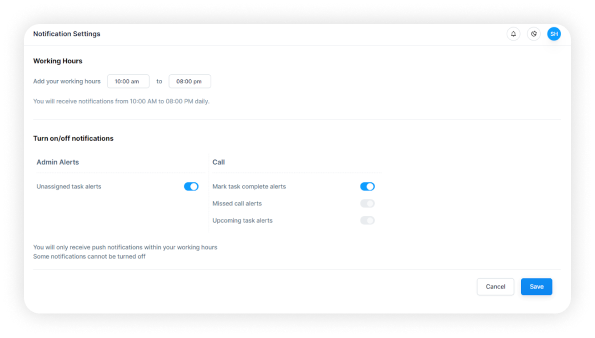 Notification Settings
SH
Working Hours
Add your working hours 10:00 am to 08:00 pm
You will receive notifications from 10:00 AM to 08:00 PM daily.
Turn on/off notifications
Admin Alerts Call
Unassigned task alerts Mark task complete alerts
Missed call alerts
Upcoming task alerts
You will only receive push notifications within your working hours
Some notifications cannot be turned off
Cancel Save